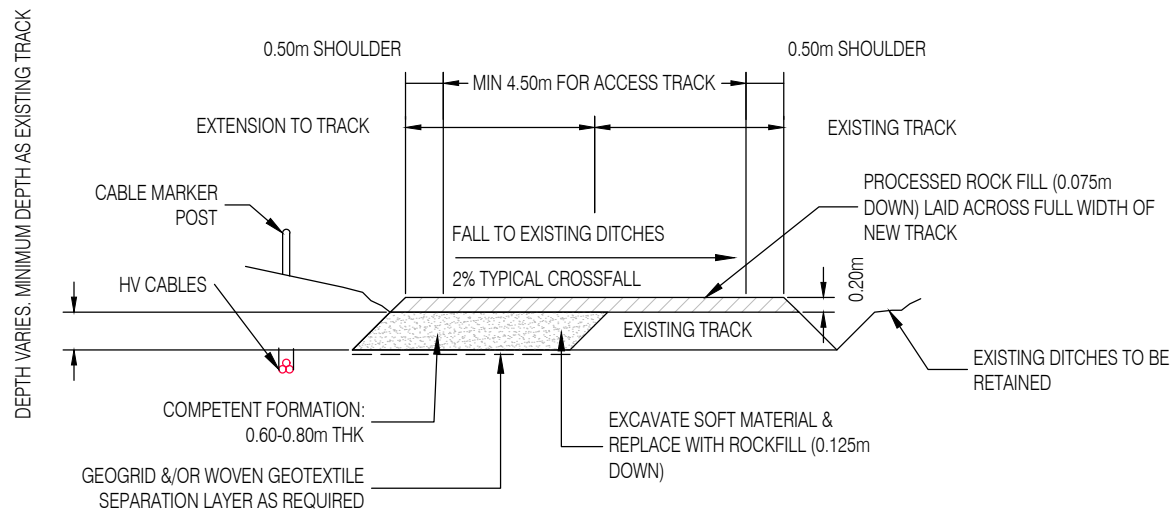 DEPTH VARIES. MINIMUM DEPTH AS EXISTING TRACK
0.50m SHOULDER
0.50m SHOULDER
MIN 4.50m FOR ACCESS TRACK
EXTENSION TO TRACK
EXISTING TRACK
CABLE MARKER
POST
PROCESSED ROCK FILL (0.075m
DOWN) LAID ACROSS FULL WIDTH OF
NEW TRACK
FALL TO EXISTING DITCHES
2% TYPICAL CROSSFALL
HV CABLES
0.20m
EXISTING TRACK
EXISTING DITCHES TO BE
RETAINED
COMPETENT FORMATION:
0.60-0.80m THK
EXCAVATE SOFT MATERIAL &
REPLACE WITH ROCKFILL (0.125m
DOWN)
GEOGRID &/OR WOVEN GEOTEXTILE
SEPARATION LAYER AS REQUIRED